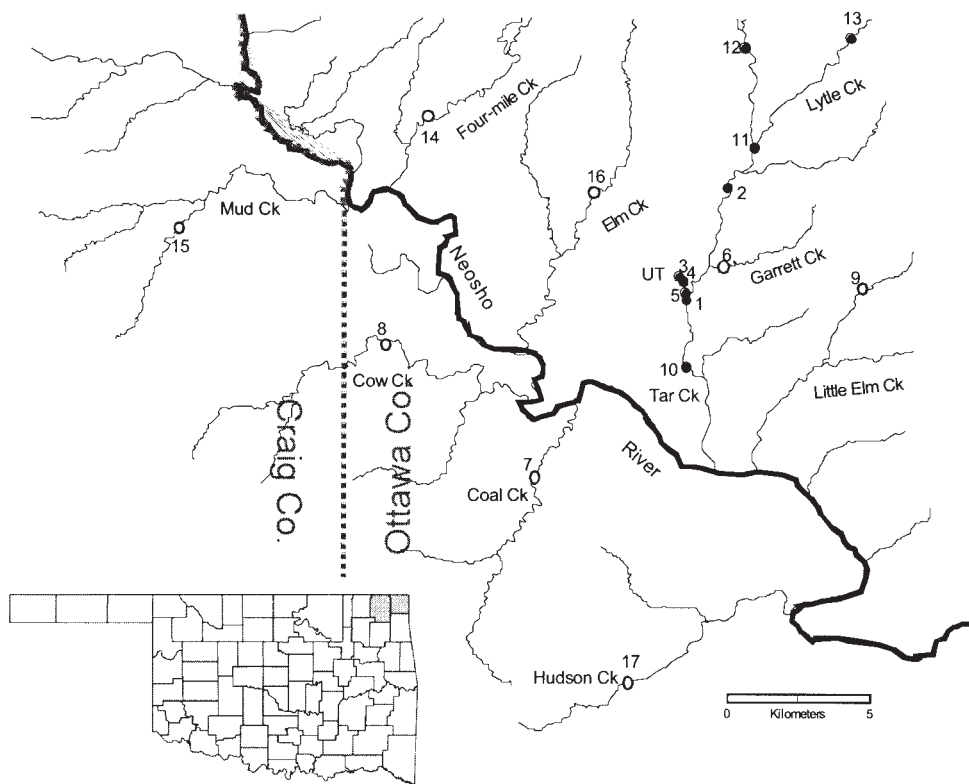 13
12
Lytle Ck
Four-mile Ck
14
11
16
2
Elm Ck
Mud Ck
15
Neosho
6
Garrett Ck
UT
3
4
5
1
9
8
Cow Ck
10
Tar Ck
Little Elm Ck
Craig Co.
Ottawa Co.
River
7
Coal Ck
17
Hudson Ck
0 Kilometers 5